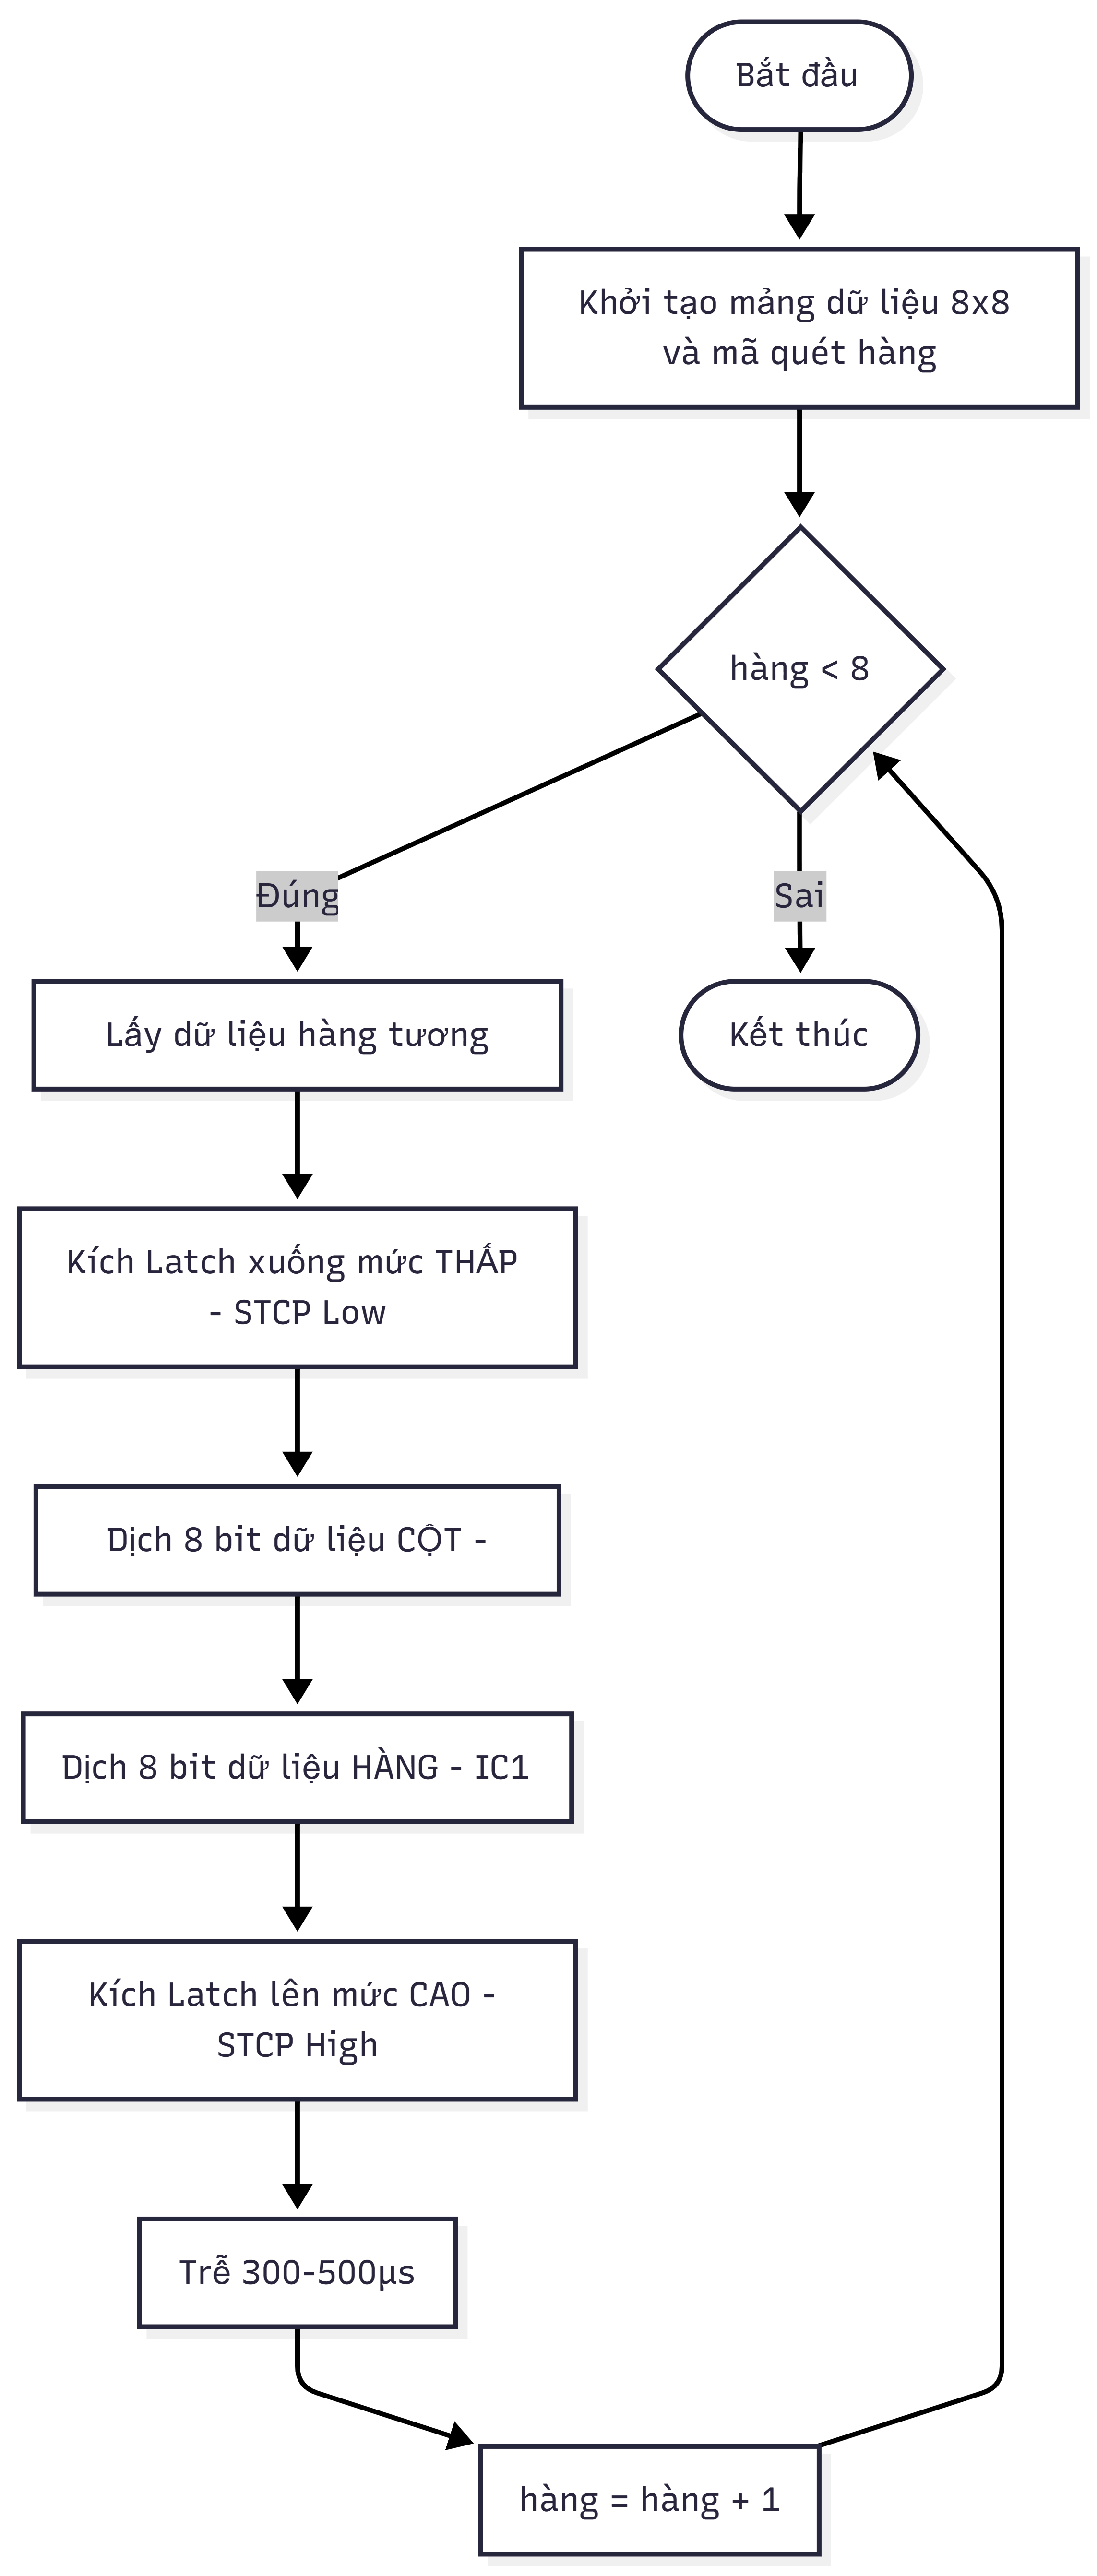 Bắt đầu
Khởi tạo mảng dữ liệu 8x8
và mã quét hàng
hàng < 8
Đúng
Sai
Lấy dữ liệu hàng tương
Kết thúc
Kích Latch xuống mức THẤP
- STCP Low
Dịch 8 bit dữ liệu CỘT -
Dịch 8 bit dữ liệu HÀNG - IC1
Kích Latch lên mức CAO -
STCP High
Trễ 300-500µs
hàng = hàng + 1